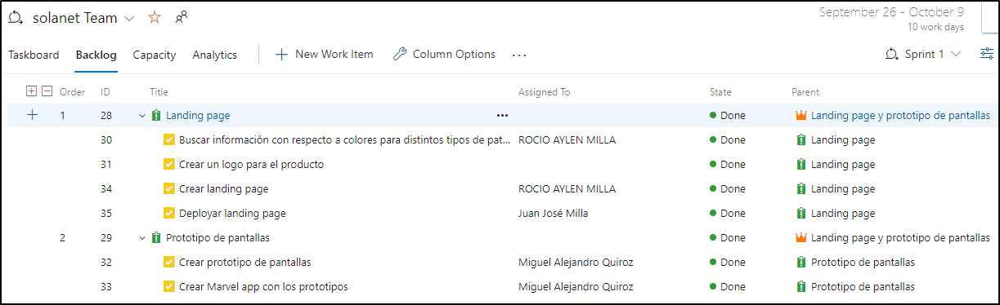 solanet Team
September 26 - October 9
10 work days
Taskboard Backlog Capacity Analytics New Work Item Column Options ... Sprint 1
Order ID Title Assigned To State Parent
1 28 Landing page ... Done Landing page y prototipo de pantallas
30 Buscar información con respecto a colores para distintos tipos de pat... ROCIO AYLEN MILLA Done Landing page
31 Crear un logo para el producto Done Landing page
34 Crear landing page ROCIO AYLEN MILLA Done Landing page
35 Deployar landing page Juan José Milla Done Landing page
2 29 Prototipo de pantallas Done Landing page y prototipo de pantallas
32 Crear prototipo de pantallas Miguel Alejandro Quiroz Done Prototipo de pantallas
33 Crear Marvel app con los prototipos Miguel Alejandro Quiroz Done Prototipo de pantallas